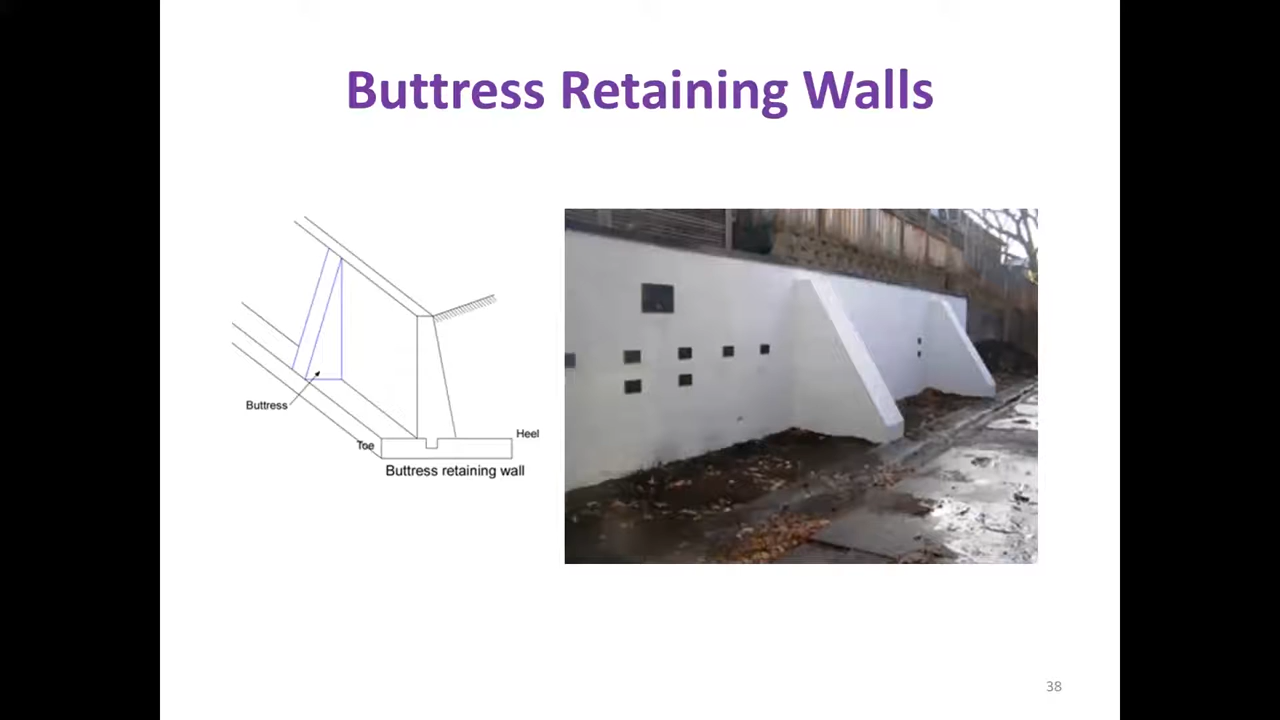 Buttress Retaining Walls
Buttress
Toe
Heel
Buttress retaining wall
38